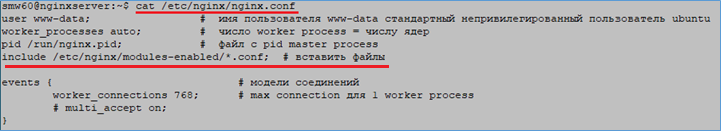 smw60@nginxserver:~$ cat /etc/nginx/nginx.conf
user www-data; # имя пользователя www-data стандартный непривилегированный пользователь ubuntu
worker_processes auto; # число worker process = числу ядер
pid /run/nginx.pid; # файл с pid master process
include /etc/nginx/modules-enabled/*.conf; # вставить файлы
events { # модели соединений
worker_connections 768; # max connection для 1 worker process
# multi_accept on;
}